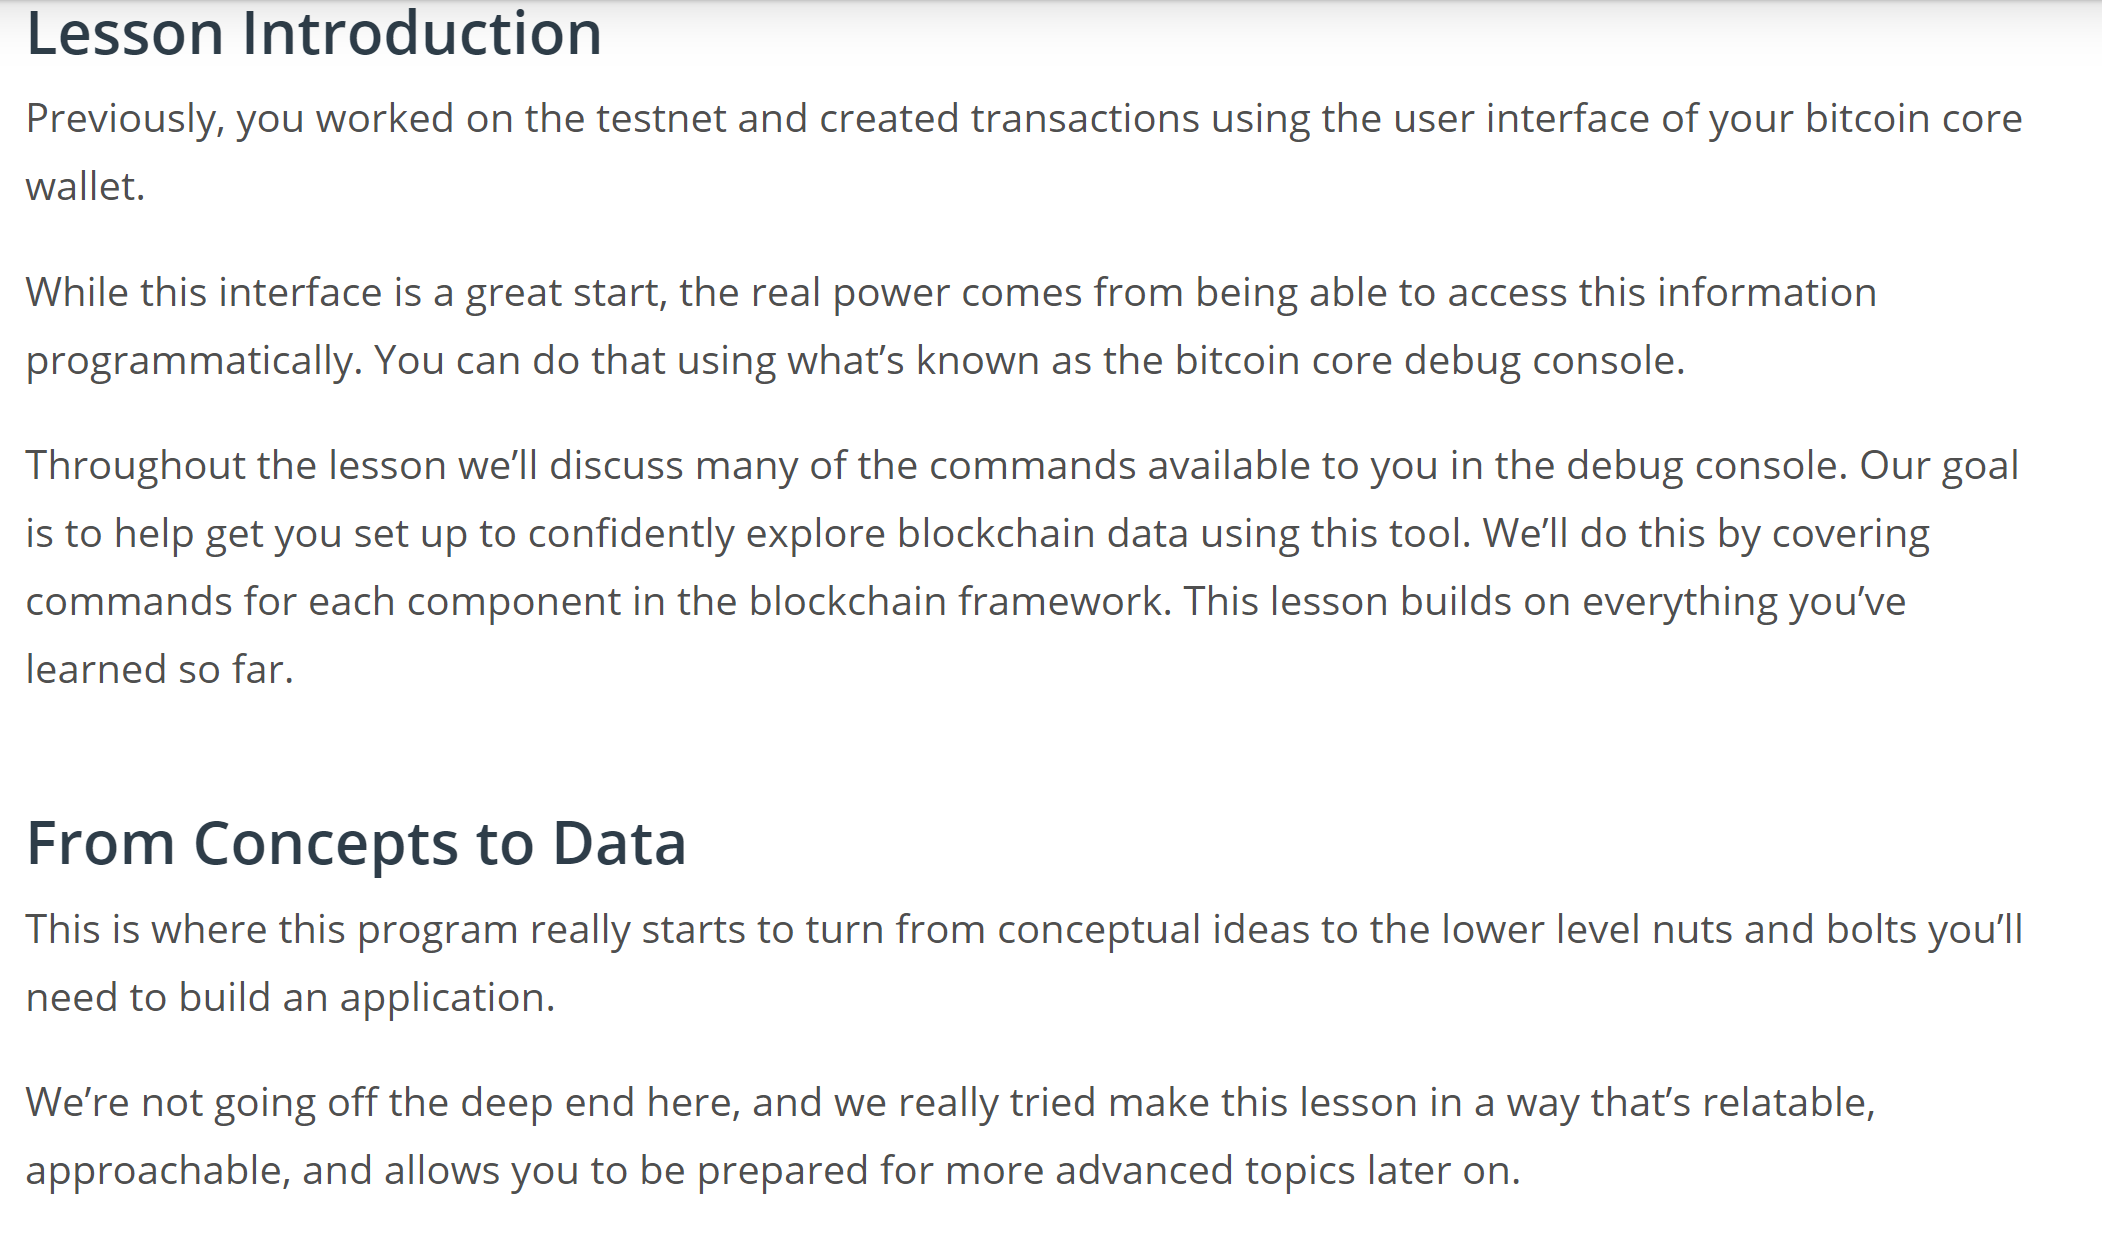 Lesson Introduction
Previously, you worked on the testnet and created transactions using the user interface of your bitcoin core
wallet.
While this interface is a great start, the real power comes from being able to access this information
programmatically. You can do that using what’s known as the bitcoin core debug console.
Throughout the lesson we’ll discuss many of the commands available to you in the debug console. Our goal
is to help get you set up to confidently explore blockchain data using this tool. We’ll do this by covering
commands for each component in the blockchain framework. This lesson builds on everything you’ve
learned so far.
From Concepts to Data
This is where this program really starts to turn from conceptual ideas to the lower level nuts and bolts you’ll
need to build an application.
We’re not going off the deep end here, and we really tried make this lesson in a way that’s relatable,
approachable, and allows you to be prepared for more advanced topics later on.